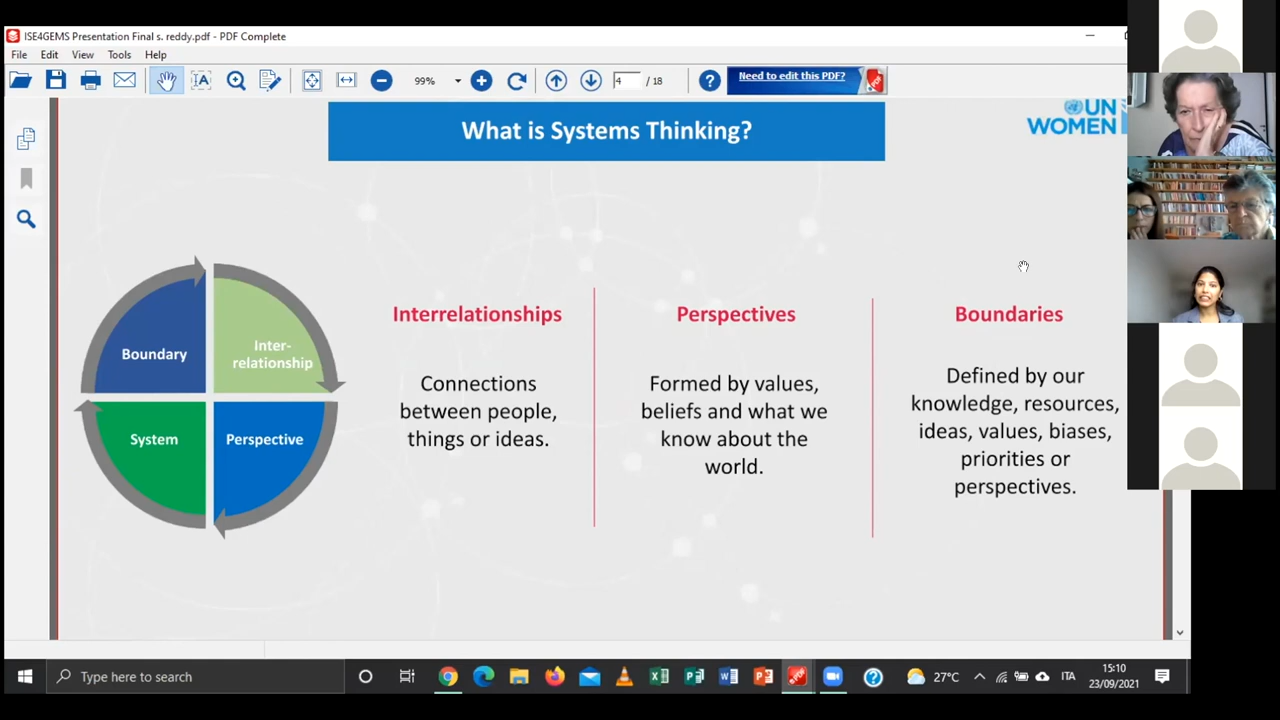 ISE4GEMS Presentation Final s. reddy.pdf - PDF Complete
File Edit View Tools Help
99% 4 / 18 Need to edit this PDF?
What is Systems Thinking?
UN
WOMEN
Boundary
Inter-
relationship
System
Perspective
Interrelationships
Connections
between people,
things or ideas.
Perspectives
Formed by values,
beliefs and what we
know about the
world.
Boundaries
Defined by our
knowledge, resources,
ideas, values, biases,
priorities or
perspectives.
Type here to search
27°C ITA
15:10
23/09/2021